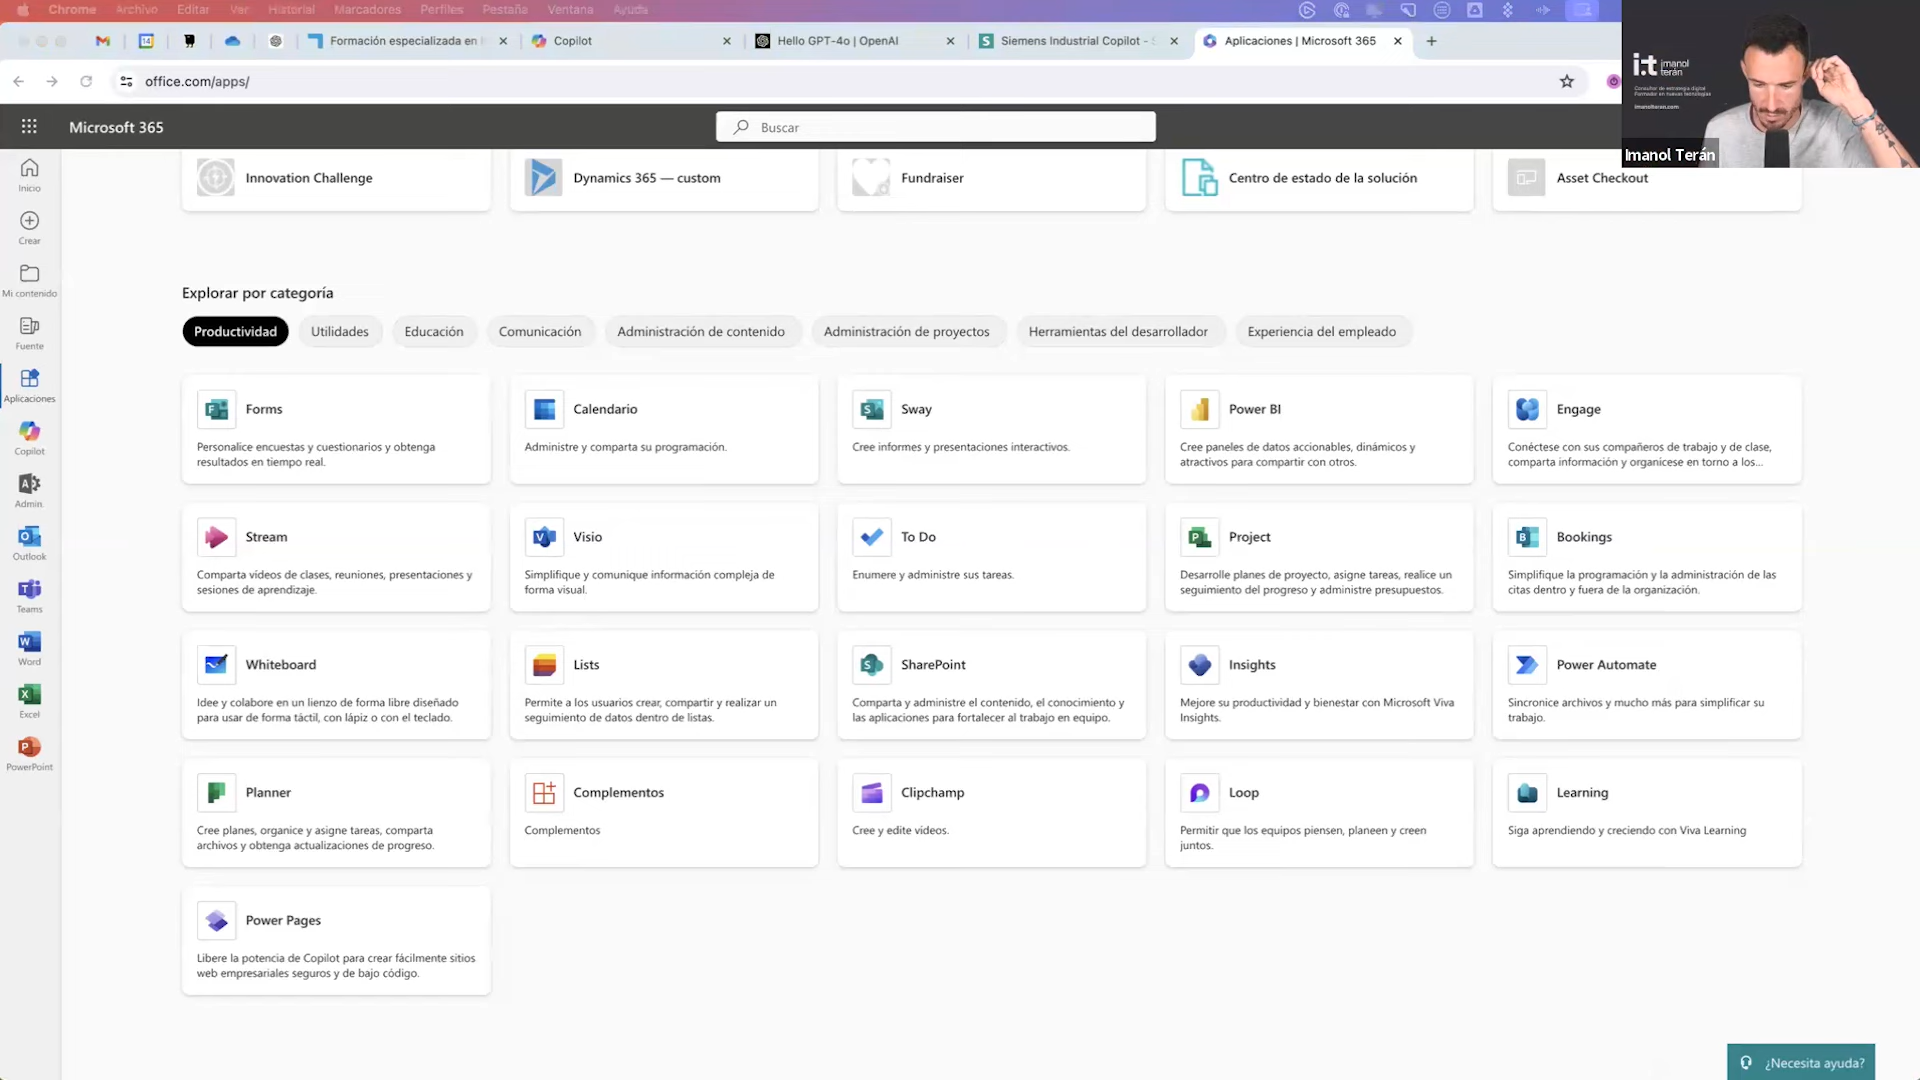 Chrome Archivo Editar Ver Historial Marcadores Perfiles Pestaña Ventana Ayuda
Formación especializada en
Copilot
Hello GPT-4o | OpenAI
Siemens Industrial Copilot - S
Aplicaciones | Microsoft 365
office.com/apps/
i.t imanol terán
Consultor de estrategia digital
Formador en nuevas tecnologías
imanolteran.com
Imanol Terán
Microsoft 365
Buscar
Inicio
Crear
Mi contenido
Fuente
Aplicaciones
Copilot
Admin.
Outlook
Teams
Word
Excel
PowerPoint
Innovation Challenge
Dynamics 365 — custom
Fundraiser
Centro de estado de la solución
Asset Checkout
Explorar por categoría
Productividad
Utilidades
Educación
Comunicación
Administración de contenido
Administración de proyectos
Herramientas del desarrollador
Experiencia del empleado
Forms
Personalice encuestas y cuestionarios y obtenga
resultados en tiempo real.
Calendario
Administre y comparta su programación.
Sway
Cree informes y presentaciones interactivos.
Power BI
Cree paneles de datos accionables, dinámicos y
atractivos para compartir con otros.
Engage
Conéctese con sus compañeros de trabajo y de clase,
comparta información y organícese en torno a los...
Stream
Comparta vídeos de clases, reuniones, presentaciones y
sesiones de aprendizaje.
Visio
Simplifique y comunique información compleja de
forma visual.
To Do
Enumere y administre sus tareas.
Project
Desarrolle planes de proyecto, asigne tareas, realice un
seguimiento del progreso y administre presupuestos.
Bookings
Simplifique la programación y la administración de las
citas dentro y fuera de la organización.
Whiteboard
Idee y colabore en un lienzo de forma libre diseñado
para usar de forma táctil, con lápiz o con el teclado.
Lists
Permite a los usuarios crear, compartir y realizar un
seguimiento de datos dentro de listas.
SharePoint
Comparta y administre el contenido, el conocimiento y
las aplicaciones para fortalecer al trabajo en equipo.
Insights
Mejore su productividad y bienestar con Microsoft Viva
Insights.
Power Automate
Sincronice archivos y mucho más para simplificar su
trabajo.
Planner
Cree planes, organice y asigne tareas, comparta
archivos y obtenga actualizaciones de progreso.
Complementos
Complementos
Clipchamp
Cree y edite videos.
Loop
Permitir que los equipos piensen, planeen y creen
juntos.
Learning
Siga aprendiendo y creciendo con Viva Learning
Power Pages
Libere la potencia de Copilot para crear fácilmente sitios
web empresariales seguros y de bajo código.
¿Necesita ayuda?